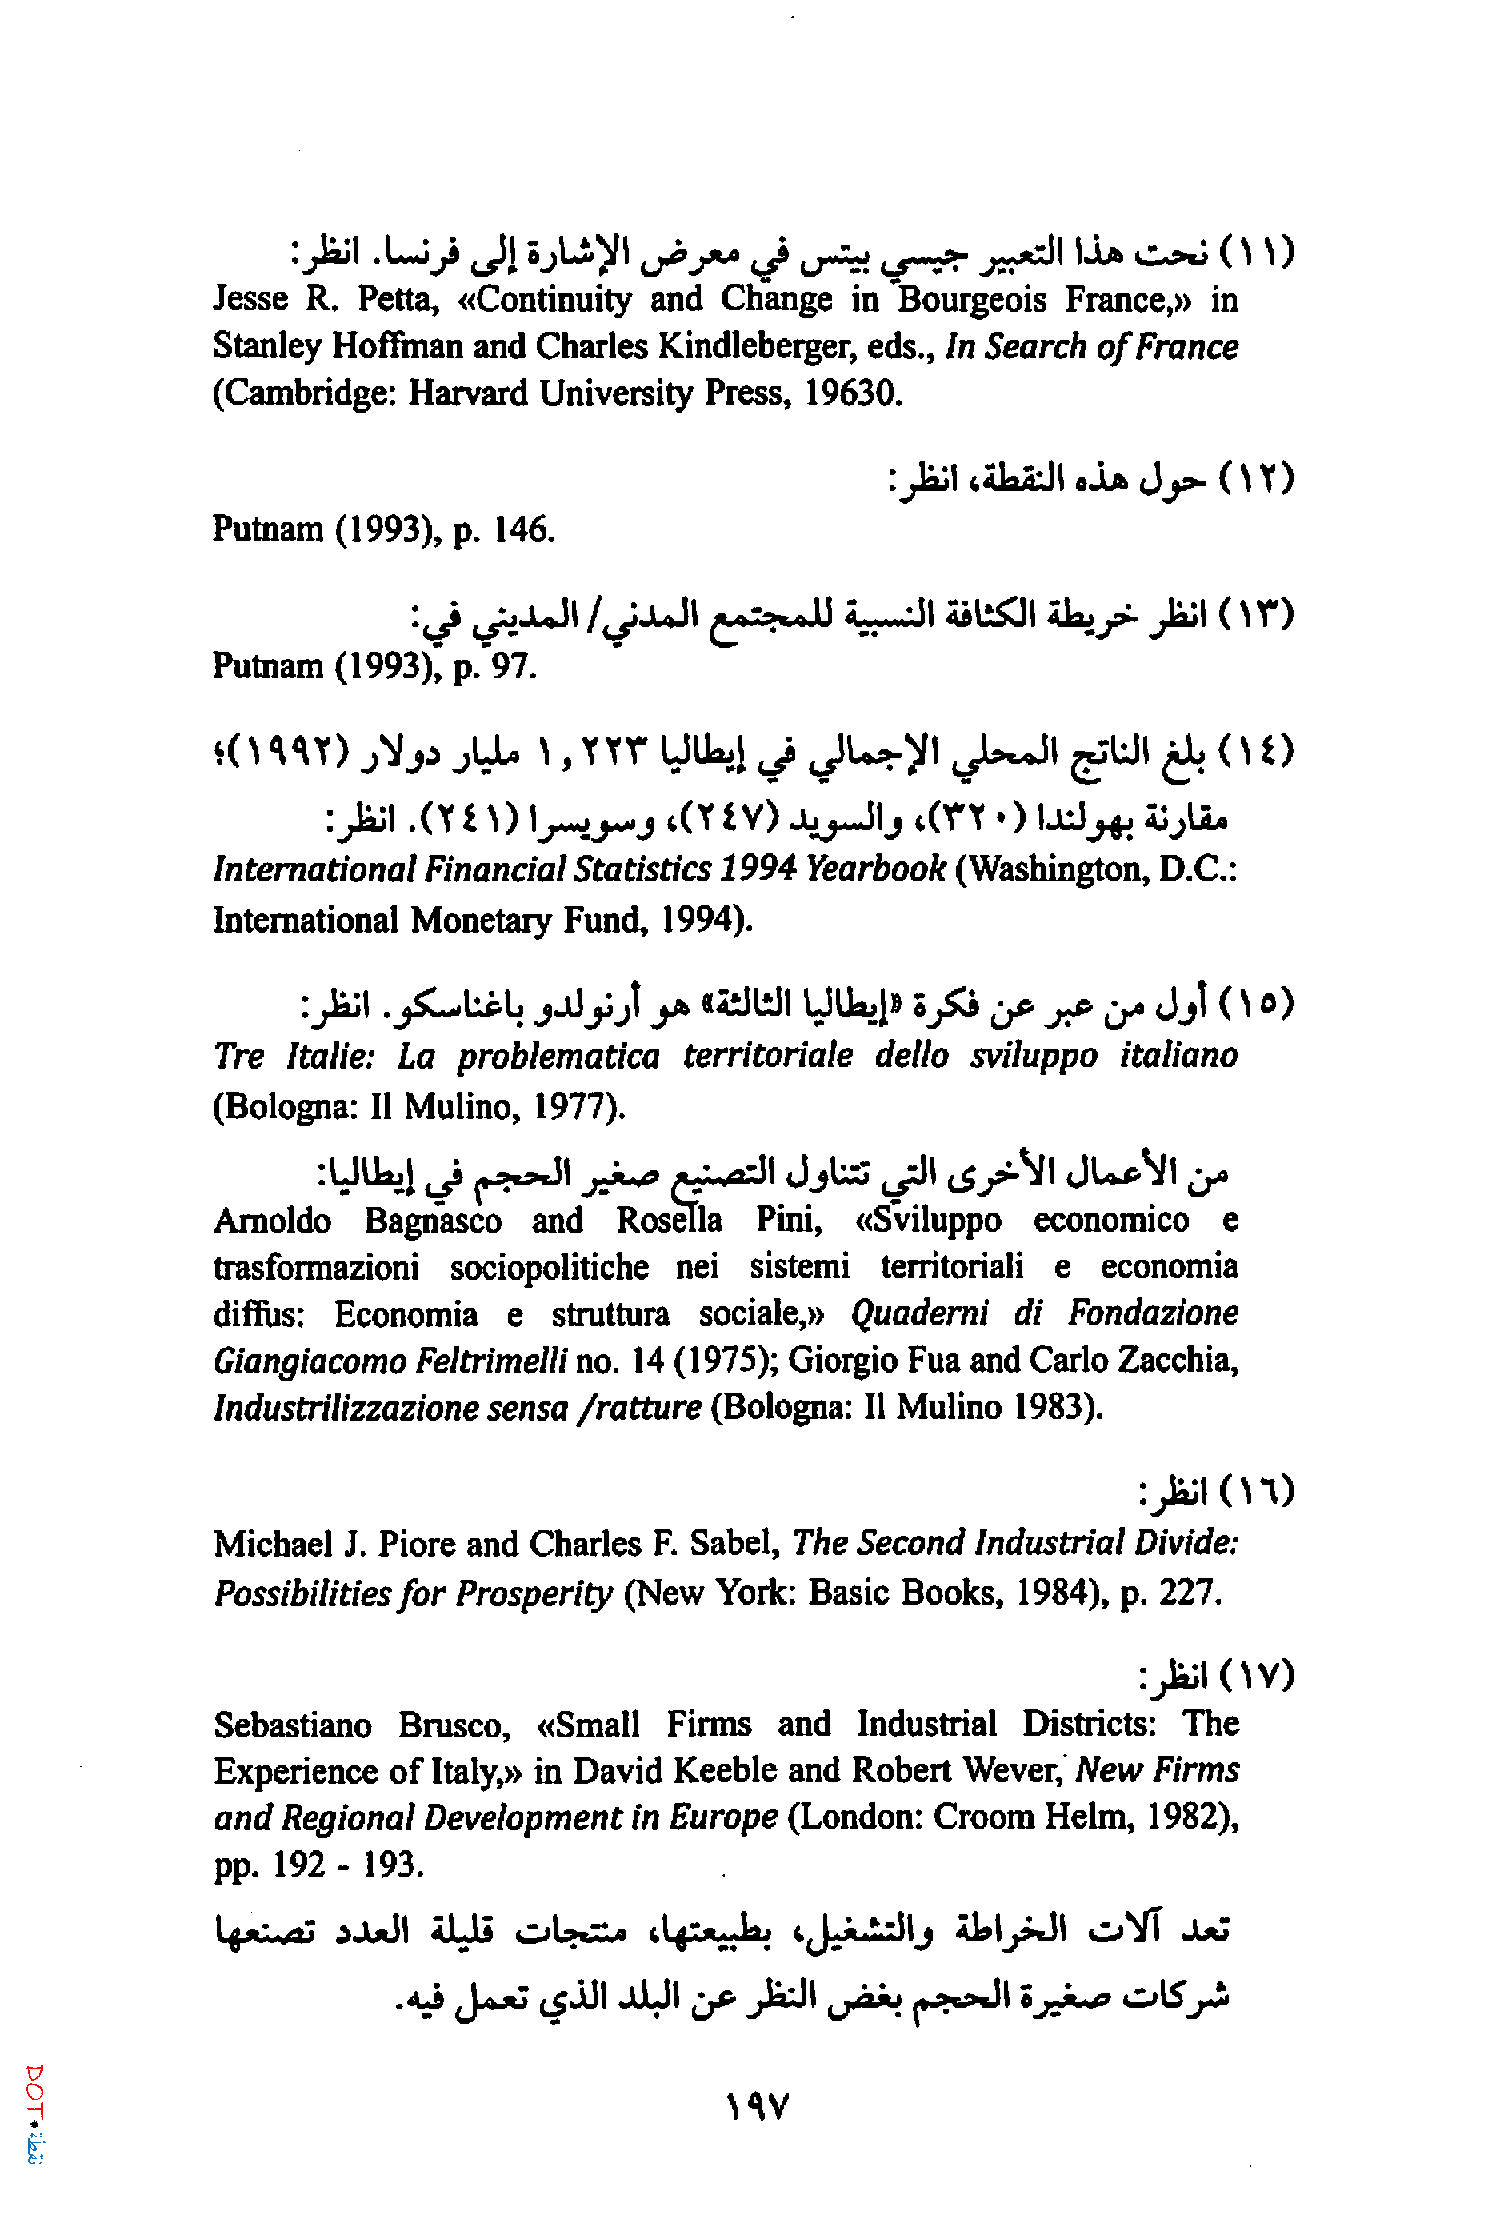 (١١) نحت هذا التعبير جيسي بيتس في معرض الإشارة إلى فرنسا. انظر:
Jesse R. Petta, «Continuity and Change in Bourgeois France,» in
Stanley Hoffman and Charles Kindleberger, eds., In Search of France
(Cambridge: Harvard University Press, 19630.
(١٢) حول هذه النقطة، انظر:
Putnam (1993), p. 146.
(١٣) انظر خريطة الكثافة النسبية للمجتمع المدني/ المديني في:
Putnam (1993), p. 97.
(١٤) بلغ الناتج المحلي الإجمالي في إيطاليا ١,٢٢٣ مليار دولار (١٩٩٢)؛
مقارنة بهولندا (٣٢٠)، والسويد (٢٤٧)، وسويسرا (٢٤١). انظر:
International Financial Statistics 1994 Yearbook (Washington, D.C.:
International Monetary Fund, 1994).
(١٥) أول من عبر عن فكرة «إيطاليا الثالثة» هو أرنولدو باغناسكو. انظر:
Tre Italie: La problematica territoriale dello sviluppo italiano
(Bologna: Il Mulino, 1977).
من الأعمال الأخرى التي تتناول التصنيع صغير الحجم في إيطاليا:
Arnoldo Bagnasco and Rosella Pini, «Sviluppo economico e
trasformazioni sociopolitiche nei sistemi territoriali e economia
diffus: Economia e struttura sociale,» Quaderni di Fondazione
Giangiacomo Feltrimelli no. 14 (1975); Giorgio Fua and Carlo Zacchia,
Industrilizzazione sensa /ratture (Bologna: Il Mulino 1983).
(١٦) انظر:
Michael J. Piore and Charles F. Sabel, The Second Industrial Divide:
Possibilities for Prosperity (New York: Basic Books, 1984), p. 227.
(١٧) انظر:
Sebastiano Brusco, «Small Firms and Industrial Districts: The
Experience of Italy,» in David Keeble and Robert Wever, New Firms
and Regional Development in Europe (London: Croom Helm, 1982),
pp. 192 - 193.
تعد آلات الخراطة والتشغيل، بطبيعتها، منتجات قليلة العدد تصنعها
شركات صغيرة الحجم بغض النظر عن البلد الذي تعمل فيه.
١٩٧
DOT • نقطة